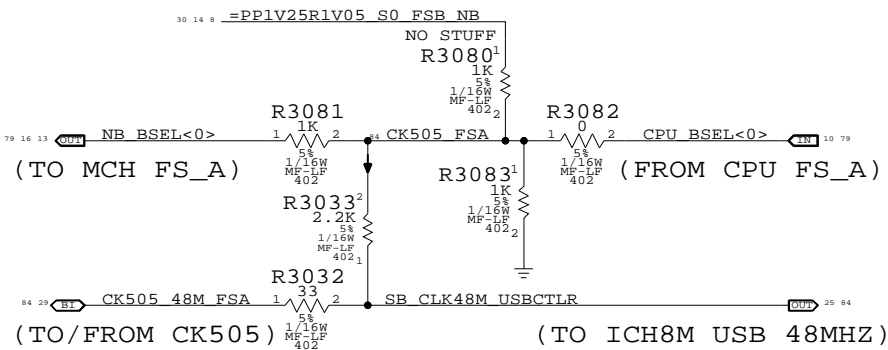 30 14 8 =PP1V25R1V05_S0_FSB_NB
NO STUFF
R3080 1
1K
5%
1/16W
MF-LF
402 2
R3081
1K
1 2
5%
1/16W
MF-LF
402
R3082
0
1 2
5%
1/16W
MF-LF
402
79 16 13 OUT NB_BSEL<0>
84 CK505_FSA
CPU_BSEL<0> IN 10 79
(TO MCH FS_A)
(FROM CPU FS_A)
R3083 1
1K
5%
1/16W
MF-LF
402 2
R3033 2
2.2K
5%
1/16W
MF-LF
402 1
R3032
33
1 2
5%
1/16W
MF-LF
402
84 29 BI CK505_48M_FSA
SB_CLK48M_USBCTLR OUT 25 84
(TO/FROM CK505)
(TO ICH8M USB 48MHZ)